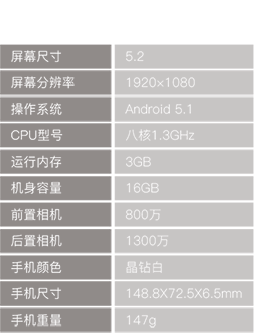 屏幕尺寸 5.2
屏幕分辨率 1920×1080
操作系统 Android 5.1
CPU型号 八核1.3GHz
运行内存 3GB
机身容量 16GB
前置相机 800万
后置相机 1300万
手机颜色 晶钻白
手机尺寸 148.8X72.5X6.5mm
手机重量 147g